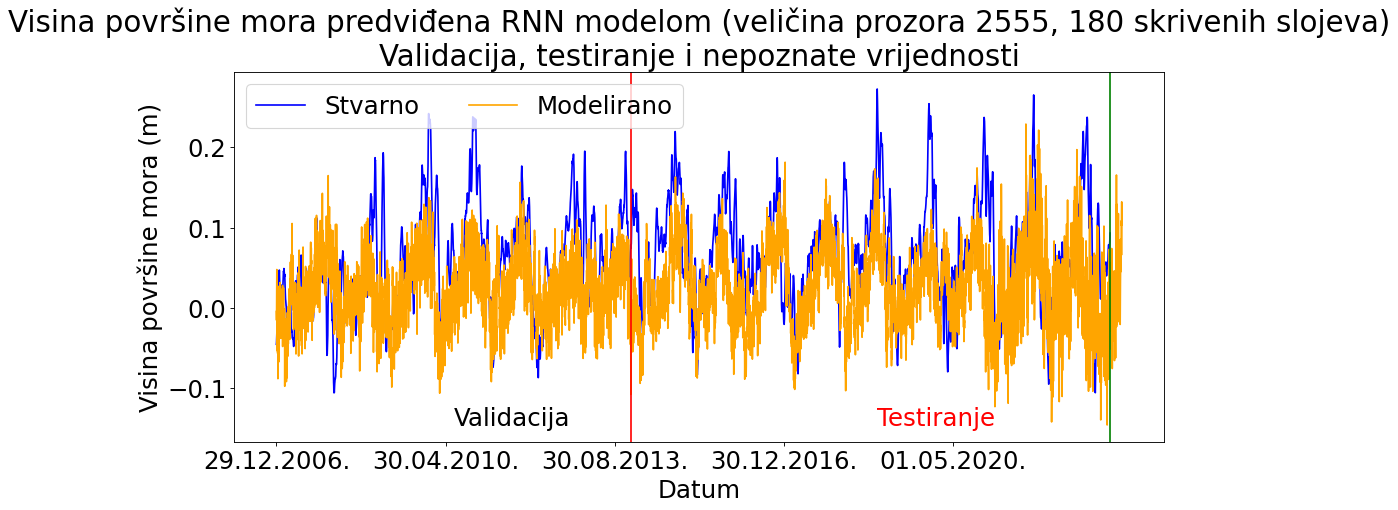 Visina površine mora predviđena RNN modelom (veličina prozora 2555, 180 skrivenih slojeva)
Validacija, testiranje i nepoznate vrijednosti
Stvarno Modelirano
Visina površine mora (m)
0.2
0.1
0.0
−0.1
Validacija Testiranje
29.12.2006. 30.04.2010. 30.08.2013. 30.12.2016. 01.05.2020.
Datum